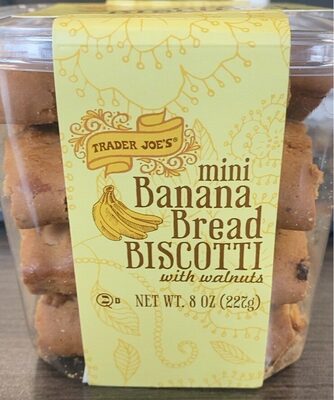 TRADER JOE'S®
mini
Banana
Bread
BISCOTTI
with walnuts
D
NET WT. 8 OZ (227g)